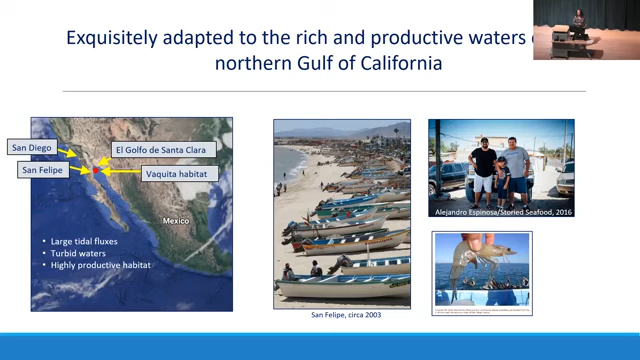 Exquisitely adapted to the rich and productive waters
northern Gulf of California
San Diego
El Golfo de Santa Clara
San Felipe
Vaquita habitat
Mexico
• Large tidal fluxes
• Turbid waters
• Highly productive habitat
San Felipe, circa 2003
Alejandro Espinosa/Storied Seafood, 2016